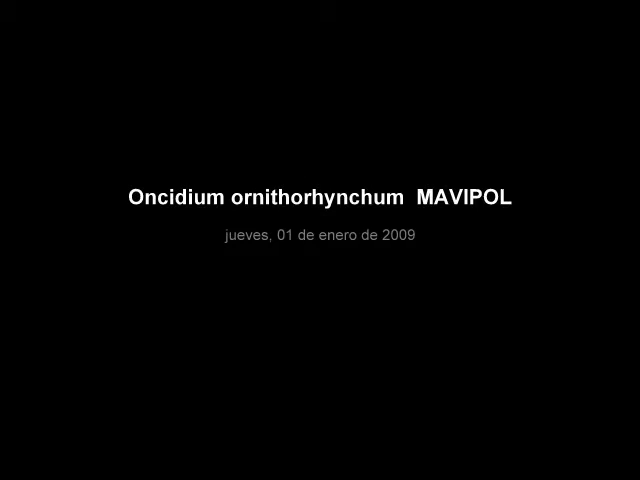 Oncidium ornithorhynchum  MAVIPOL
jueves, 01 de enero de 2009